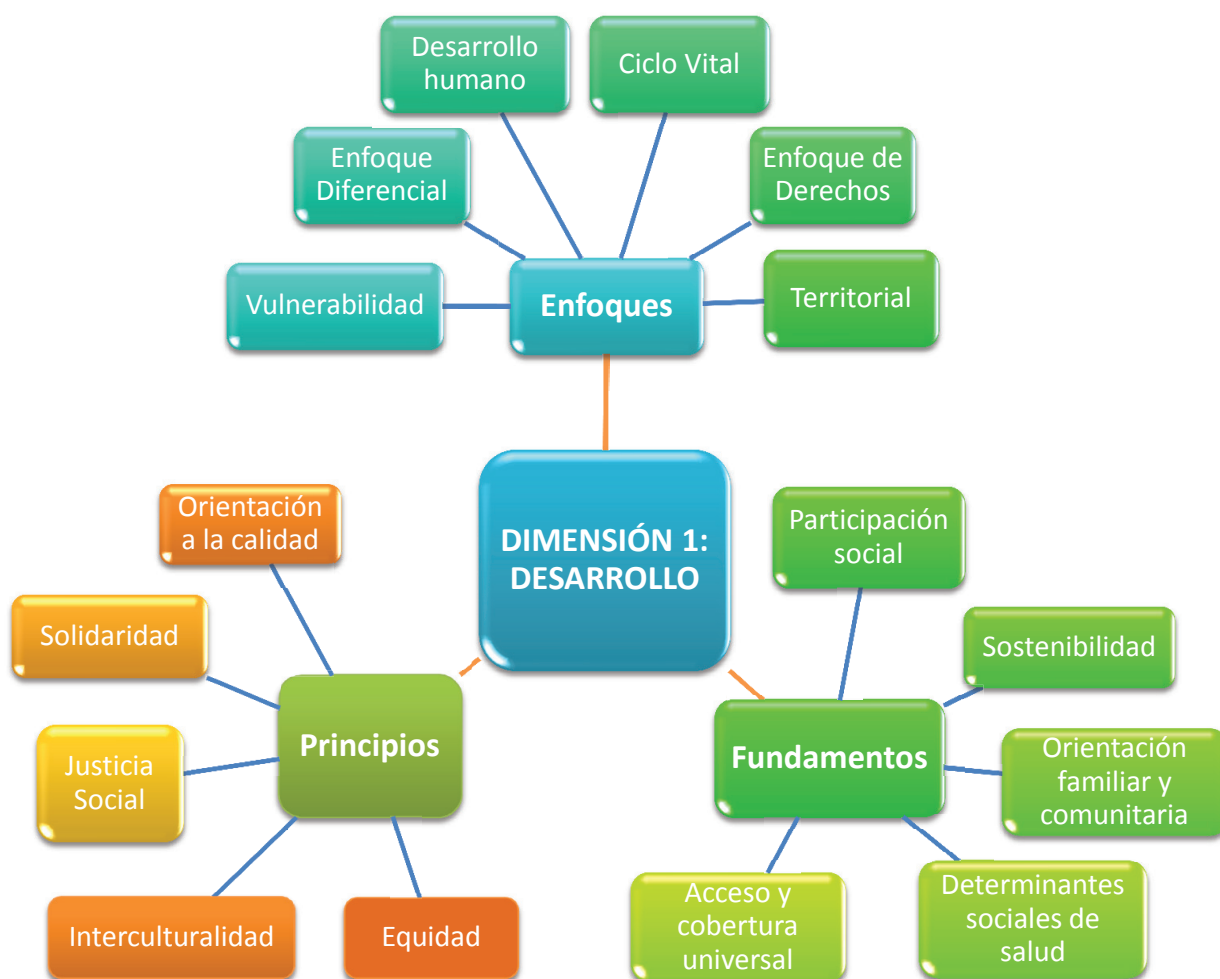 Desarrollo
humano
Ciclo Vital
Enfoque
Diferencial
Enfoque de
Derechos
Vulnerabilidad
Enfoques
Territorial
DIMENSIÓN 1:
DESARROLLO
Orientación
a la calidad
Solidaridad
Justicia
Social
Principios
Interculturalidad
Equidad
Participación
social
Sostenibilidad
Fundamentos
Orientación
familiar y
comunitaria
Acceso y
cobertura
universal
Determinantes
sociales de
salud